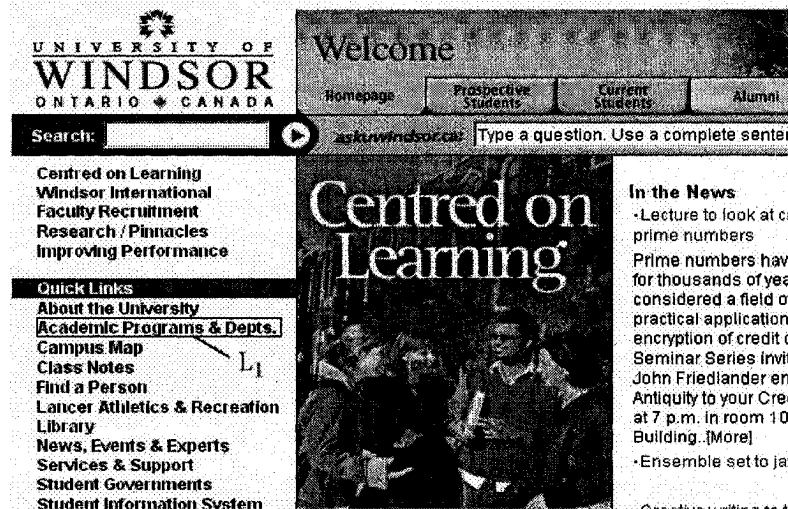 UNIVERSITY OF
WINDSOR
ONTARIO CANADA
Welcome
Homepage
Prospective Students
Current Students
Alumni
Search:
askuwindsor.ca: Type a question. Use a complete senter
Centred on Learning
Windsor International
Faculty Recruitment
Research / Pinnacles
Improving Performance
Quick Links
About the University
Academic Programs & Depts.
L1
Campus Map
Class Notes
Find a Person
Lancer Athletics & Recreation
Library
News, Events & Experts
Services & Support
Student Governments
Student Information System
Centred on
Learning
In the News
·Lecture to look at c
prime numbers
Prime numbers hav
for thousands of yea
considered a field o
practical application
encryption of credit
Seminar Series invit
John Friedlander en
Antiquity to your Cre
at 7 p.m. in room 10
Building..[More]
·Ensemble set to ja